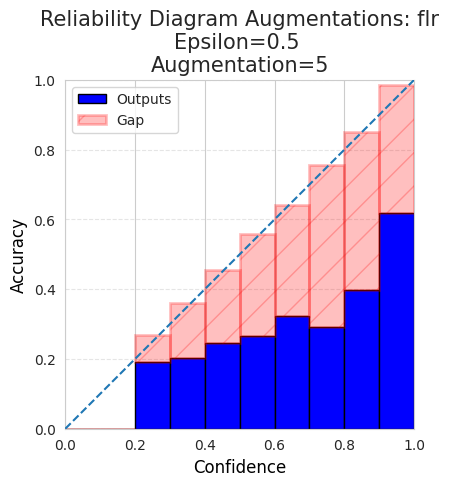 Reliability Diagram Augmentations: flr
Epsilon=0.5
Augmentation=5
Outputs
Gap
1.0
0.8
0.6
0.4
0.2
0.0
Accuracy
0.0 0.2 0.4 0.6 0.8 1.0
Confidence